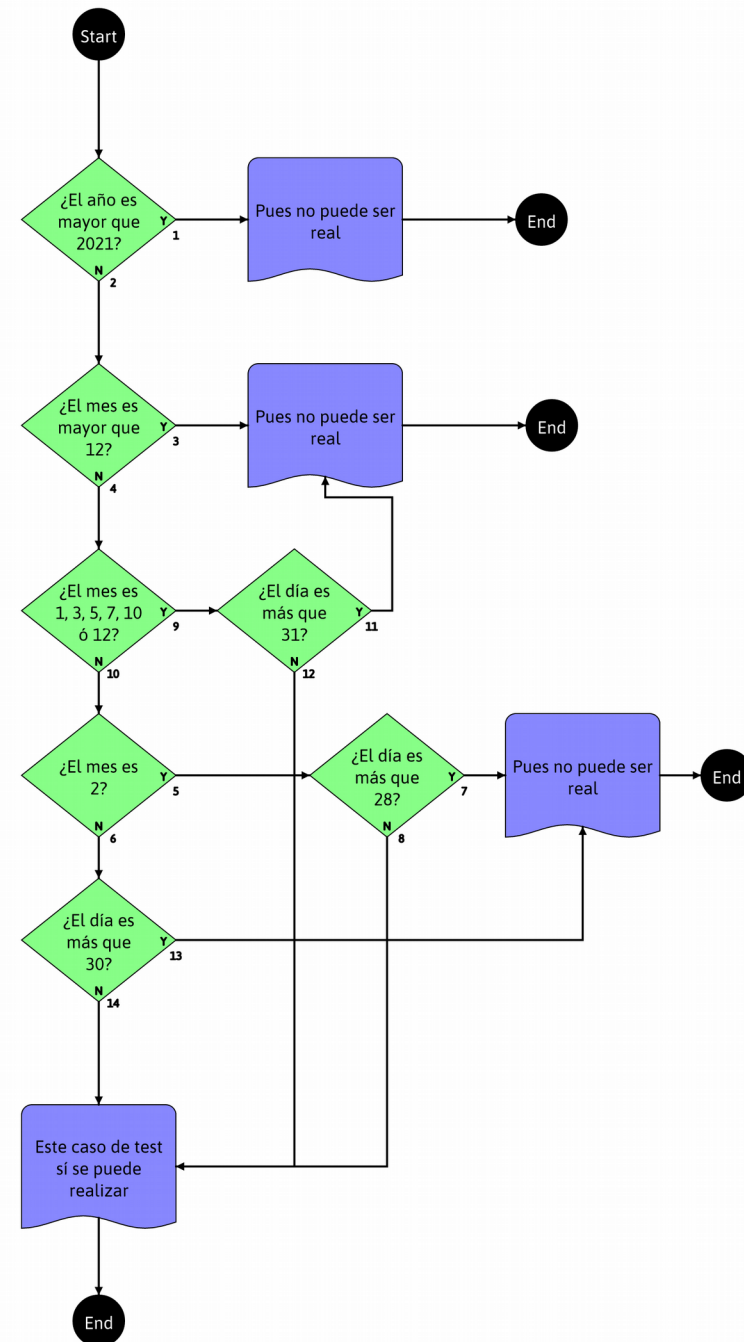 Start
¿El año es
mayor que
2021?
Y
1
N
2
Pues no puede ser
real
End
¿El mes es
mayor que
12?
Y
3
N
4
Pues no puede ser
real
End
¿El mes es
1, 3, 5, 7, 10
ó 12?
Y
9
N
10
¿El día es
más que
31?
Y
11
N
12
¿El mes es
2?
Y
5
N
6
¿El día es
más que
28?
Y
7
N
8
Pues no puede ser
real
End
¿El día es
más que
30?
Y
13
N
14
Este caso de test
sí se puede
realizar
End